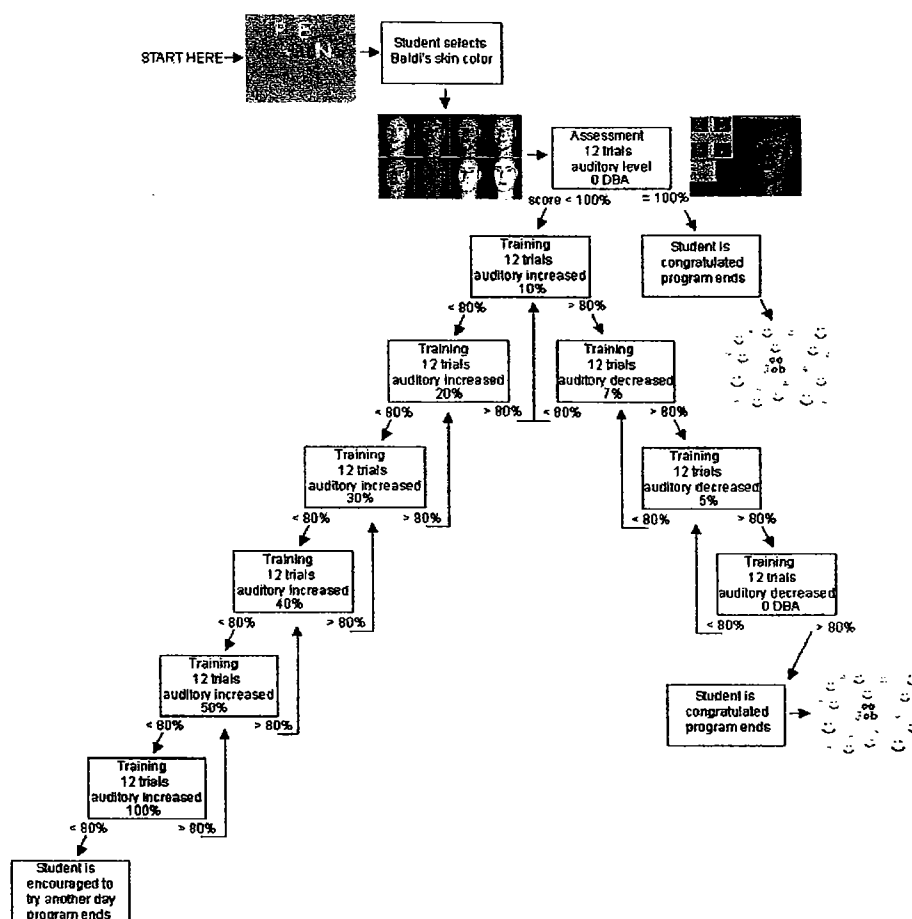 P E N
START HERE
Student selects
Baldi's skin color
Assessment
12 trials
auditory level
0 DBA
score < 100%
= 100%
Training
12 trials
auditory increased
10%
Student is
congratulated
program ends
< 80%
> 80%
Training
12 trials
auditory increased
20%
Training
12 trials
auditory decreased
7%
< 80%
> 80%
< 80%
> 80%
Training
12 trials
auditory increased
30%
Training
12 trials
auditory decreased
5%
< 80%
> 80%
< 80%
> 80%
Training
12 trials
auditory increased
40%
Training
12 trials
auditory decreased
0 DBA
< 80%
> 80%
< 80%
> 80%
Training
12 trials
auditory increased
50%
Student is
congratulated
program ends
< 80%
> 80%
Training
12 trials
auditory increased
100%
< 80%
> 80%
Student is
encouraged to
try another day
program ends